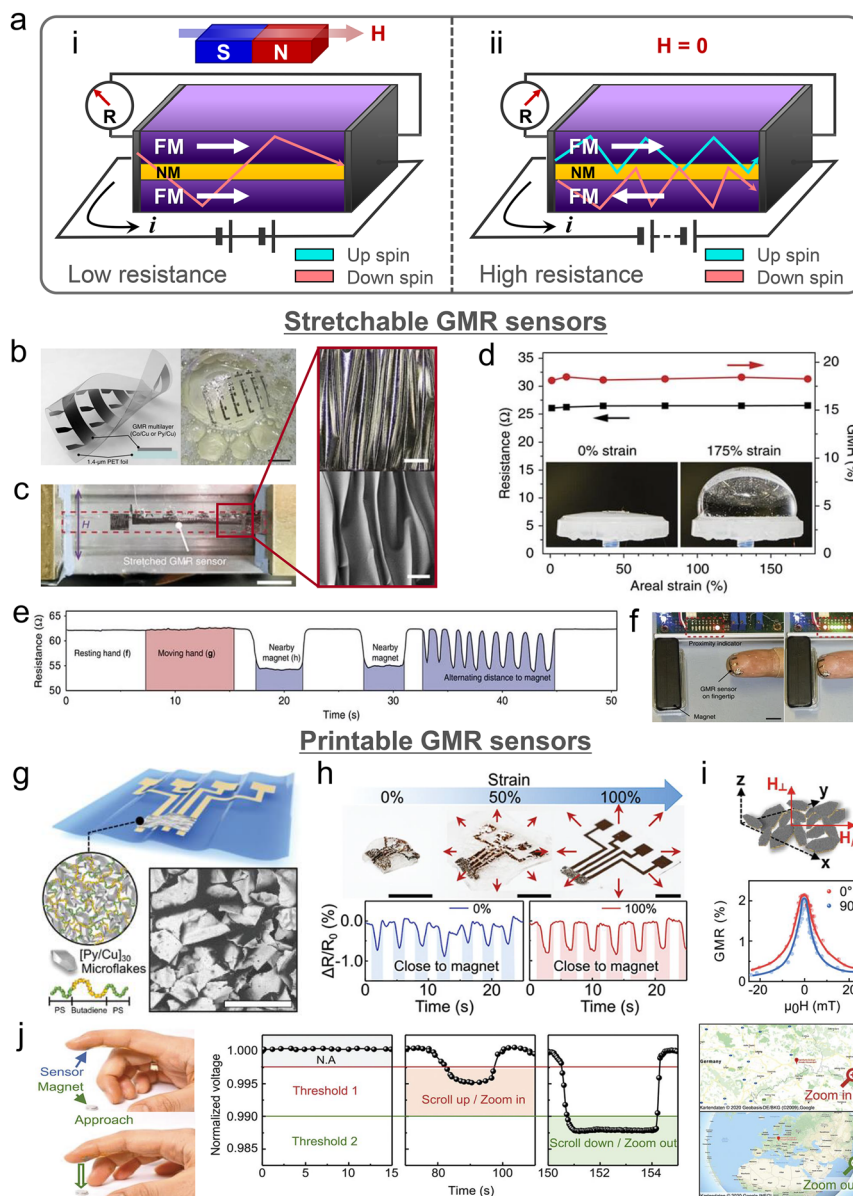 a
i
S N
H
R
FM
NM
FM
i
Low resistance
Up spin
Down spin
ii
H = 0
R
FM
NM
FM
i
High resistance
Up spin
Down spin
Stretchable GMR sensors
b
GMR multilayer
(Co/Cu or Py/Cu)
1.4-μm PET foil
c
H
Stretched GMR
sensor
d
35
30
25
20
15
10
5
0
Resistance (Ω)
20
15
10
5
0
GMR (%)
0% strain
175% strain
0 50 100 150
Areal strain (%)
e
Resistance (Ω)
65
60
55
50
Resting hand (f)
Moving hand (g)
Nearby
magnet (h)
Nearby
magnet
Alternating distance to magnet
0 10 20 30 40 50
Time (s)
f
Proximity indicator
GMR sensor
on fingertip
Magnet
Printable GMR sensors
g
[Py/Cu]30
Microflakes
PS Butadiene PS
h
Strain
0% 50% 100%
ΔR/R0 (%)
0.0
-1.0
0%
Close to magnet
0 10 20
Time (s)
100%
Close to magnet
0 10 20
Time (s)
i
z
H⊥
y
x
GMR (%)
2
1
0
0°
90
-20 0 20
μ0H (mT)
j
Sensor
Magnet
Approach
Normalized voltage
1.000
0.995
0.990
0.985
N.A
Threshold 1
Threshold 2
Scroll up / Zoom in
Scroll down / Zoom out
0 5 10 15
80 100
150 152 154
Time (s)
Germany
Zoom in
Kartendaten © 2020 GeoBasis-DE/BKG (©2009),Google
Zoom out